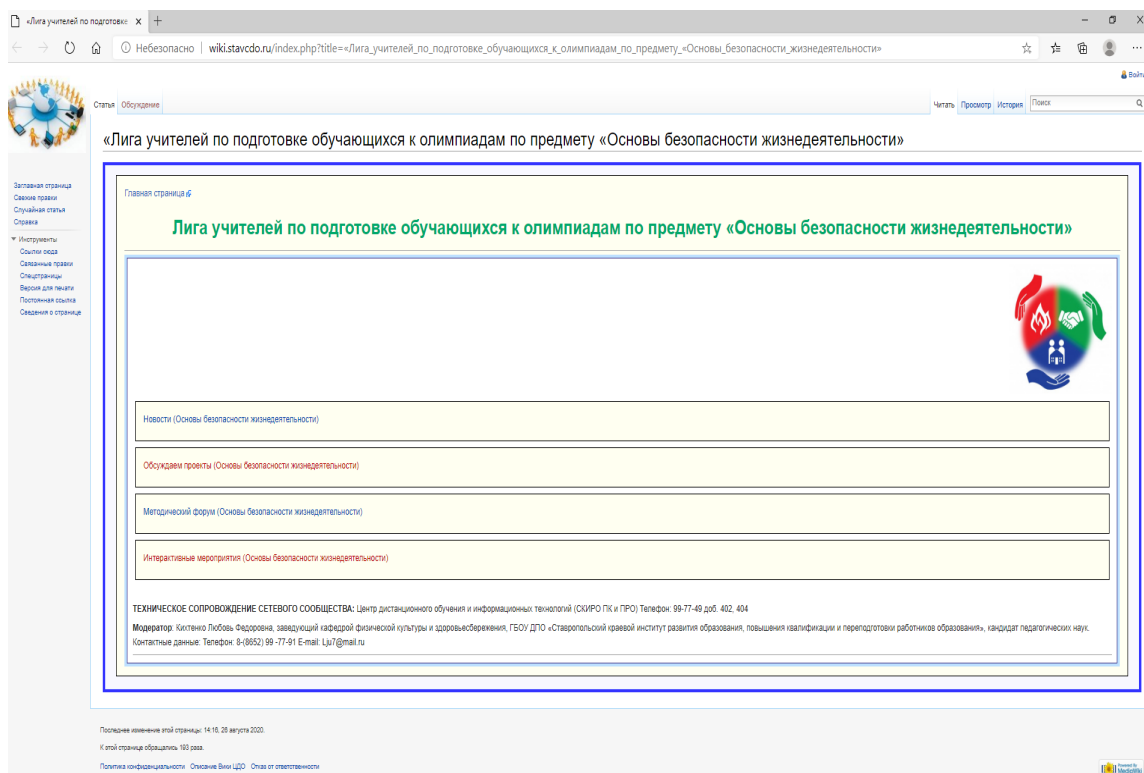 «Лига учителей по подготовке
Небезопасно | wiki.stavcdo.ru/index.php?title=«Лига_учителей_по_подготовке_обучающихся_к_олимпиадам_по_предмету_«Основы_безопасности_жизнедеятельности»
Войти
Статья Обсуждение
Читать Просмотр История Поиск
«Лига учителей по подготовке обучающихся к олимпиадам по предмету «Основы безопасности жизнедеятельности»
Заглавная страница
Свежие правки
Случайная статья
Справка
Инструменты
Ссылки сюда
Связанные правки
Спецстраницы
Версия для печати
Постоянная ссылка
Сведения о странице
Главная страница
Лига учителей по подготовке обучающихся к олимпиадам по предмету «Основы безопасности жизнедеятельности»
Новости (Основы безопасности жизнедеятельности)
Обсуждаем проекты (Основы безопасности жизнедеятельности)
Методический форум (Основы безопасности жизнедеятельности)
Интерактивные мероприятия (Основы безопасности жизнедеятельности)
ТЕХНИЧЕСКОЕ СОПРОВОЖДЕНИЕ СЕТЕВОГО СООБЩЕСТВА: Центр дистанционного обучения и информационных технологий (СКИРО ПК и ПРО) Телефон: 99-77-49 доб. 402, 404
Модератор: Кихтенко Любовь Федоровна, заведующий кафедрой физической культуры и здоровьесбережения, ГБОУ ДПО «Ставропольский краевой институт развития образования, повышения квалификации и переподготовки работников образования», кандидат педагогических наук.
Контактные данные: Телефон: 8-(8652) 99 -77-91 E-mail: Lju7@mail.ru
Последнее изменение этой страницы: 14:16, 26 августа 2020.
К этой странице обращались 193 раза.
Политика конфиденциальности Описание Вики ЦДО Отказ от ответственности
Powered By
MediaWiki